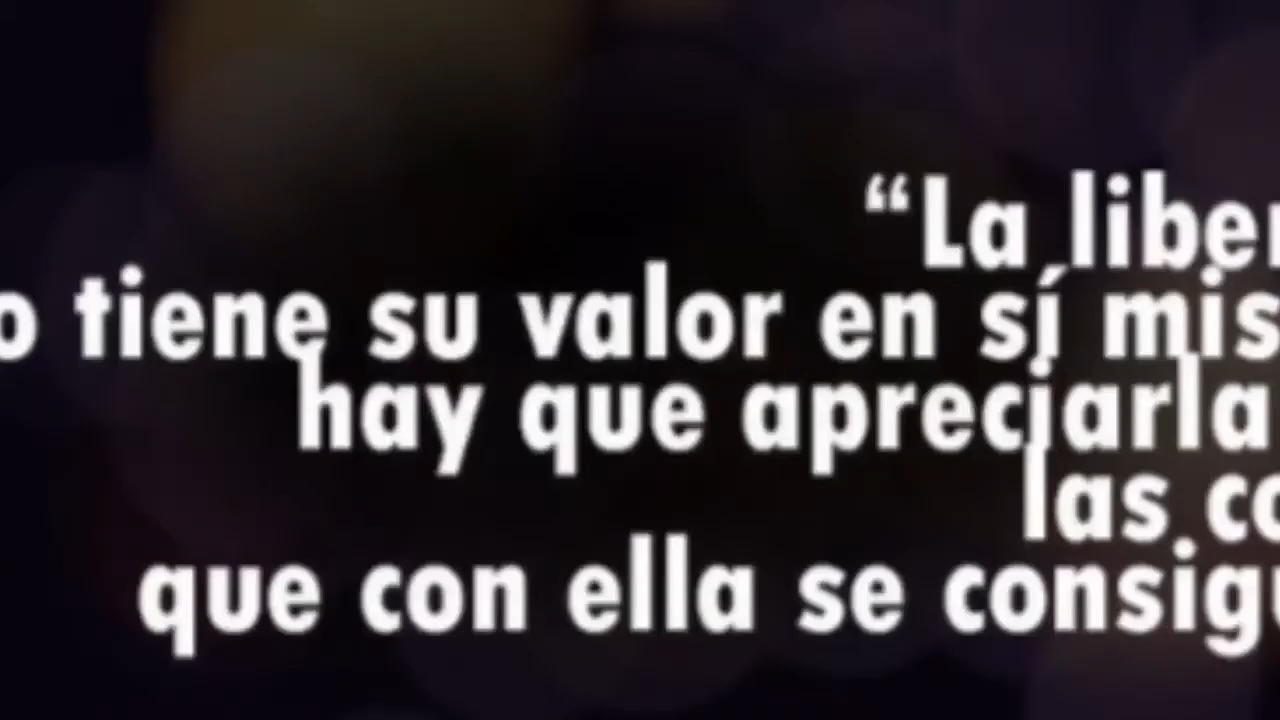 “La liber
o tiene su valor en sí mis
hay que apreciarla
las co
que con ella se consigu